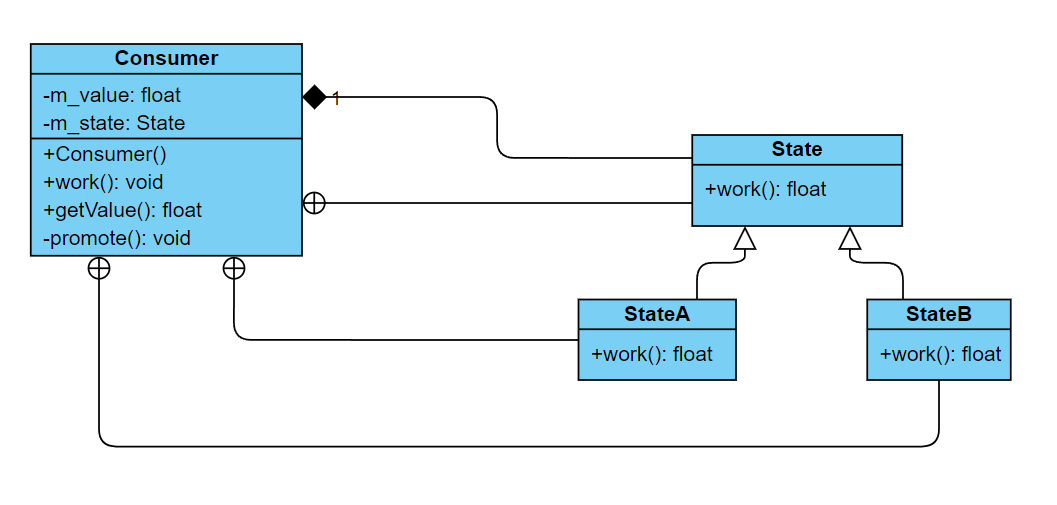 Consumer
-m_value: float
-m_state: State
+Consumer()
+work(): void
+getValue(): float
-promote(): void
1
State
+work(): float
StateA
+work(): float
StateB
+work(): float